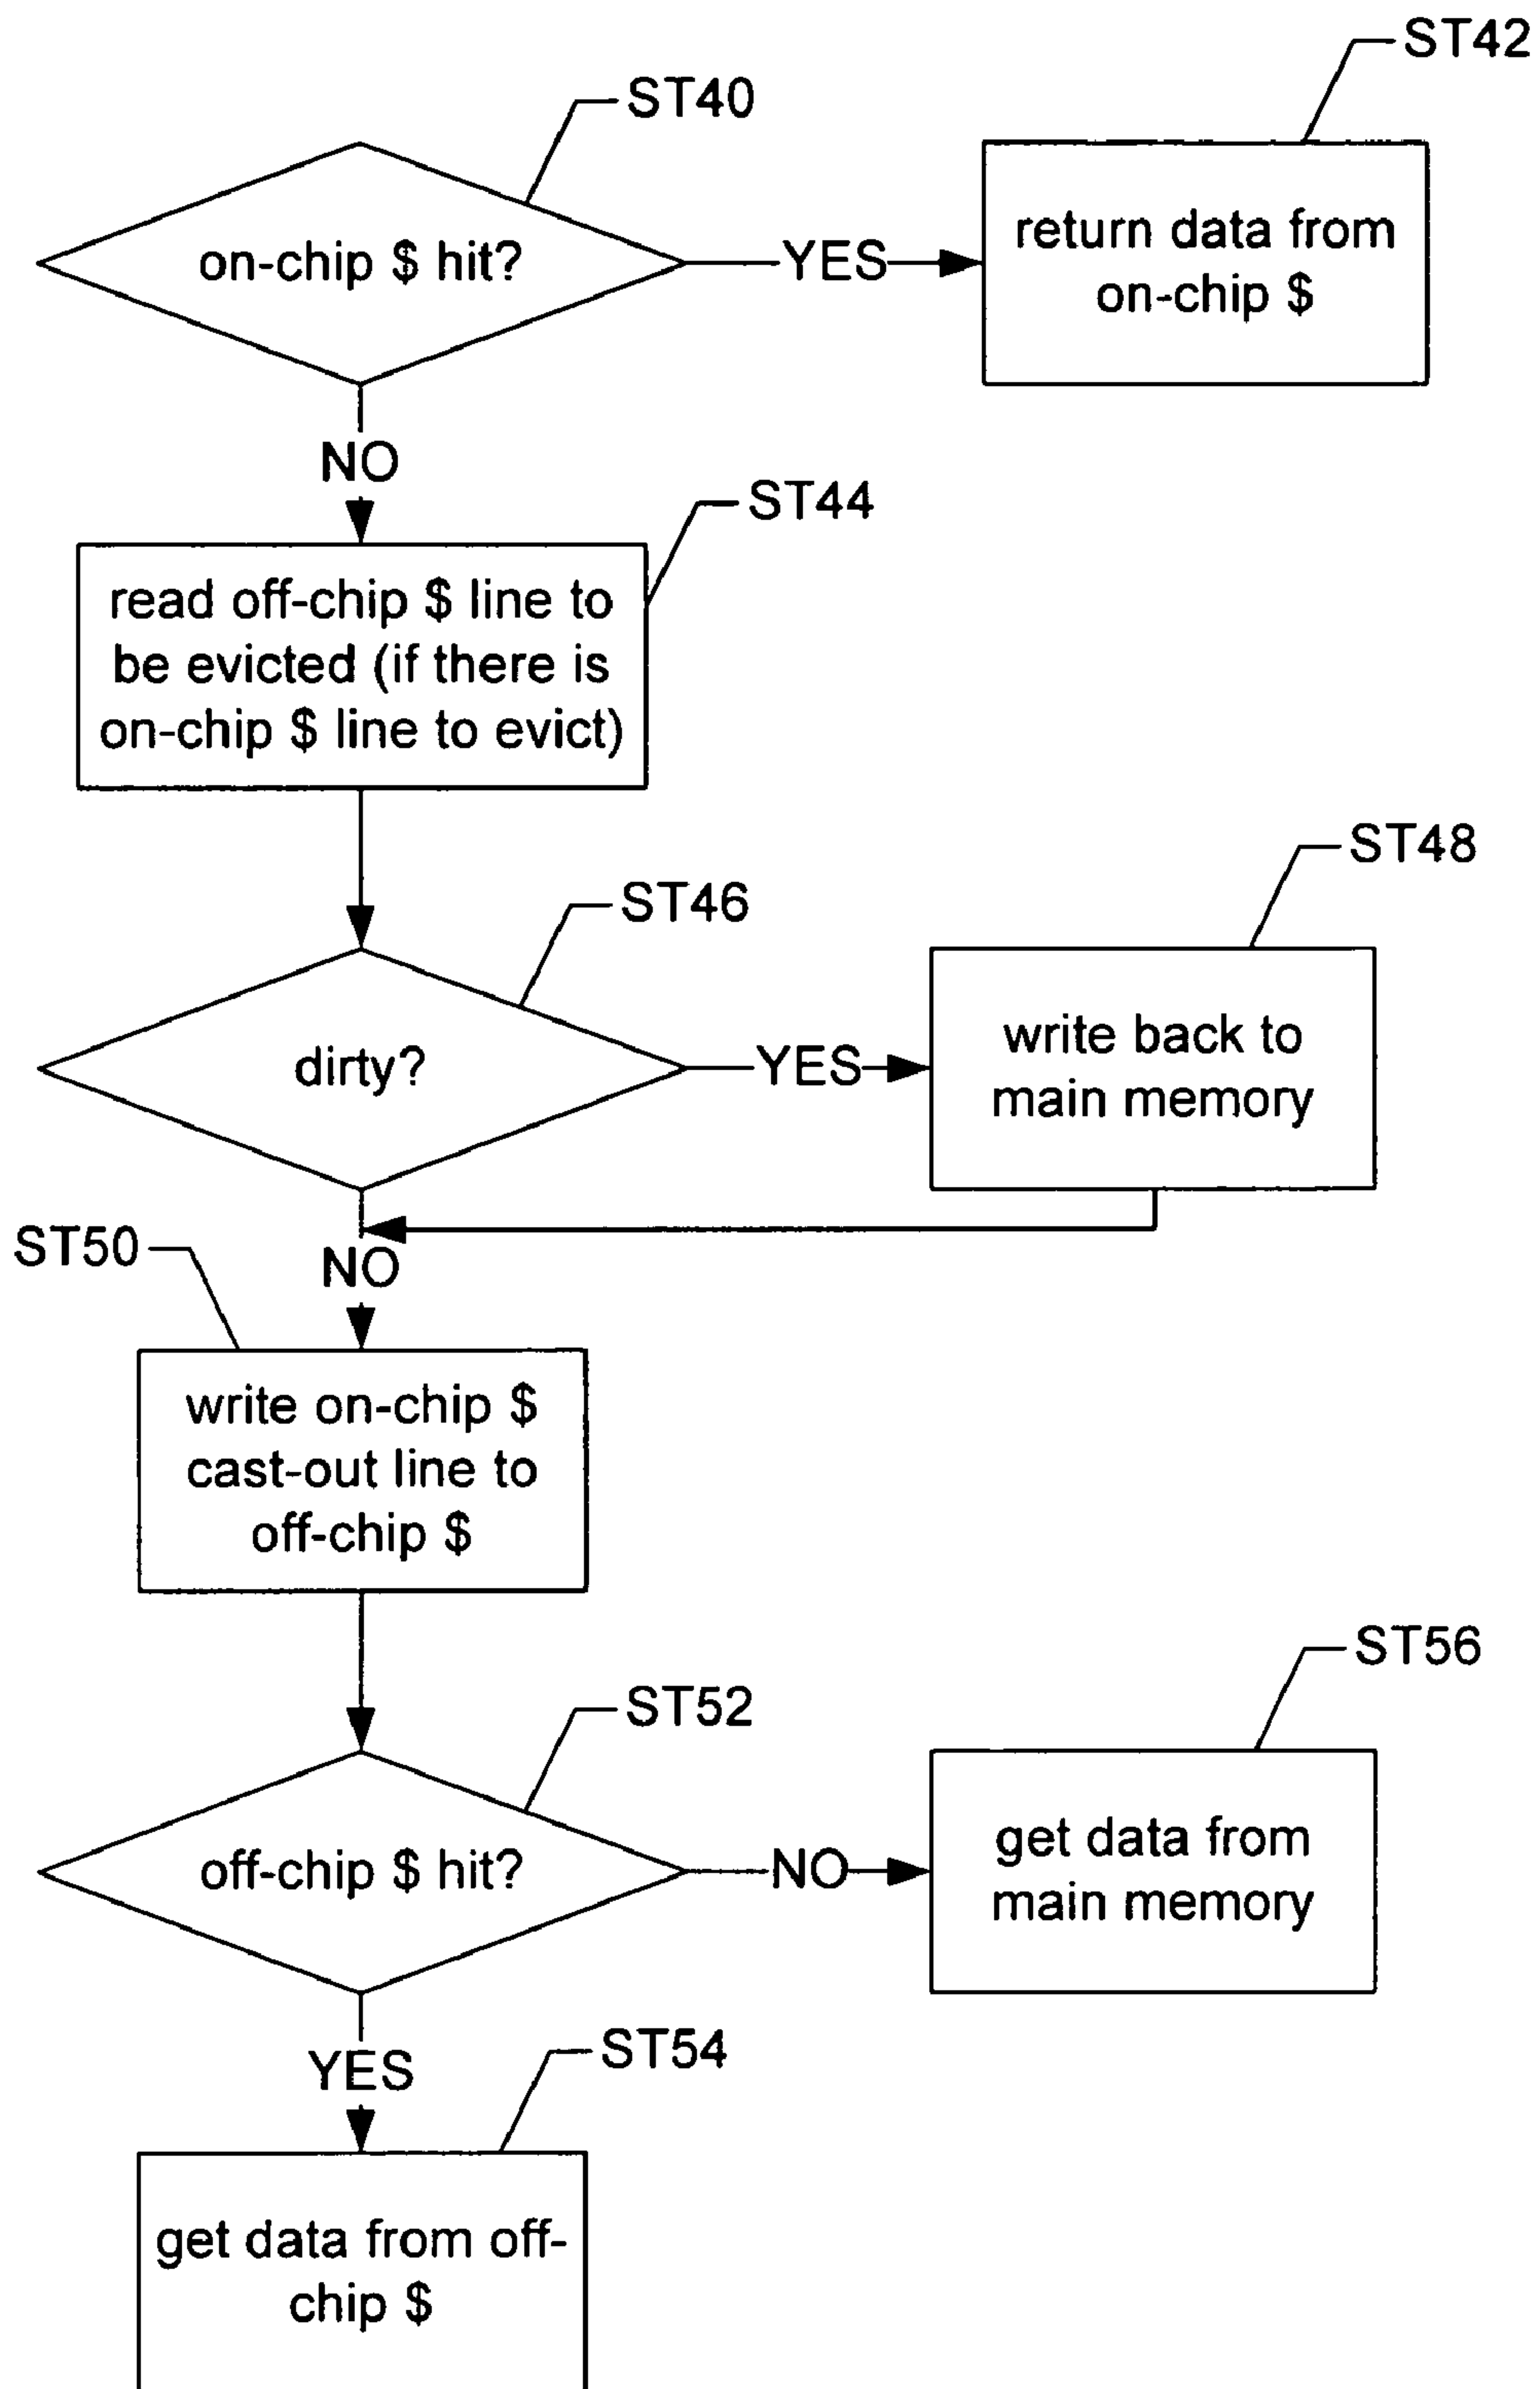 ST42
ST40
on-chip $ hit?
YES
return data from
on-chip $
NO
ST44
read off-chip $ line to
be evicted (if there is
on-chip $ line to evict)
ST48
ST46
dirty?
YES
write back to
main memory
ST50
NO
write on-chip $
cast-out line to
off-chip $
ST56
ST52
off-chip $ hit?
NO
get data from
main memory
YES
ST54
get data from off-
chip $